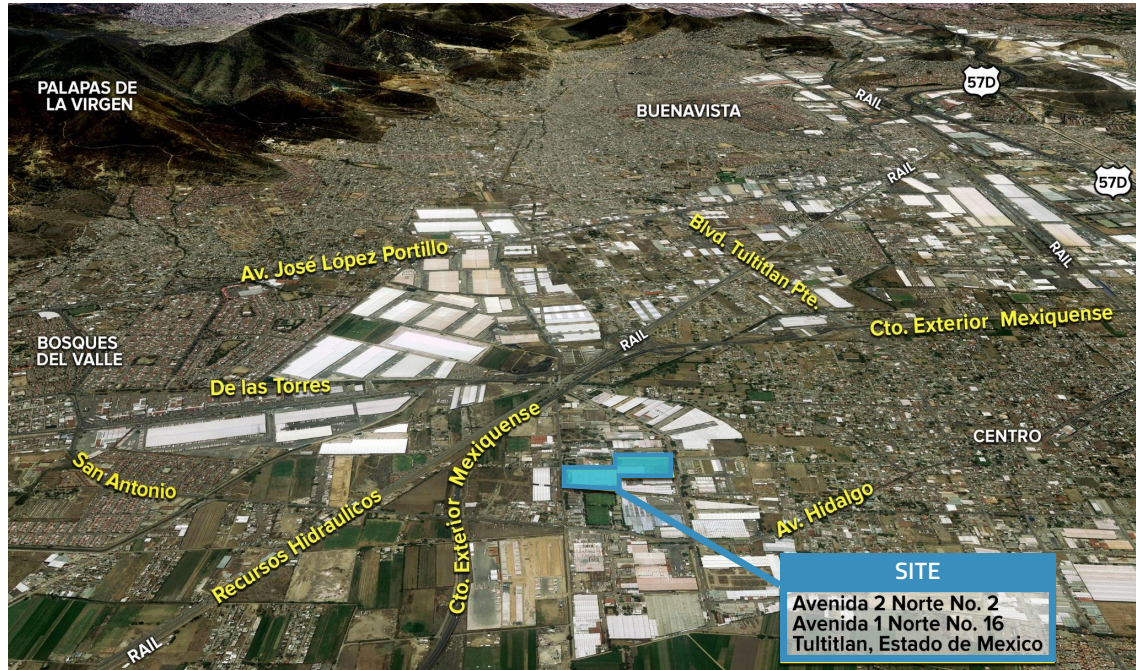 PALAPAS DE
LA VIRGEN
BUENAVISTA
RAIL
57D
RAIL
57D
Av. José López Portillo
Blvd. Tultitlan Pte.
RAIL
BOSQUES
DEL VALLE
RAIL
Cto. Exterior Mexiquense
De las Torres
CENTRO
San Antonio
Recursos Hidráulicos
Cto. Exterior Mexiquense
Av. Hidalgo
SITE
Avenida 2 Norte No. 2
Avenida 1 Norte No. 16
Tultitlan, Estado de Mexico
RAIL